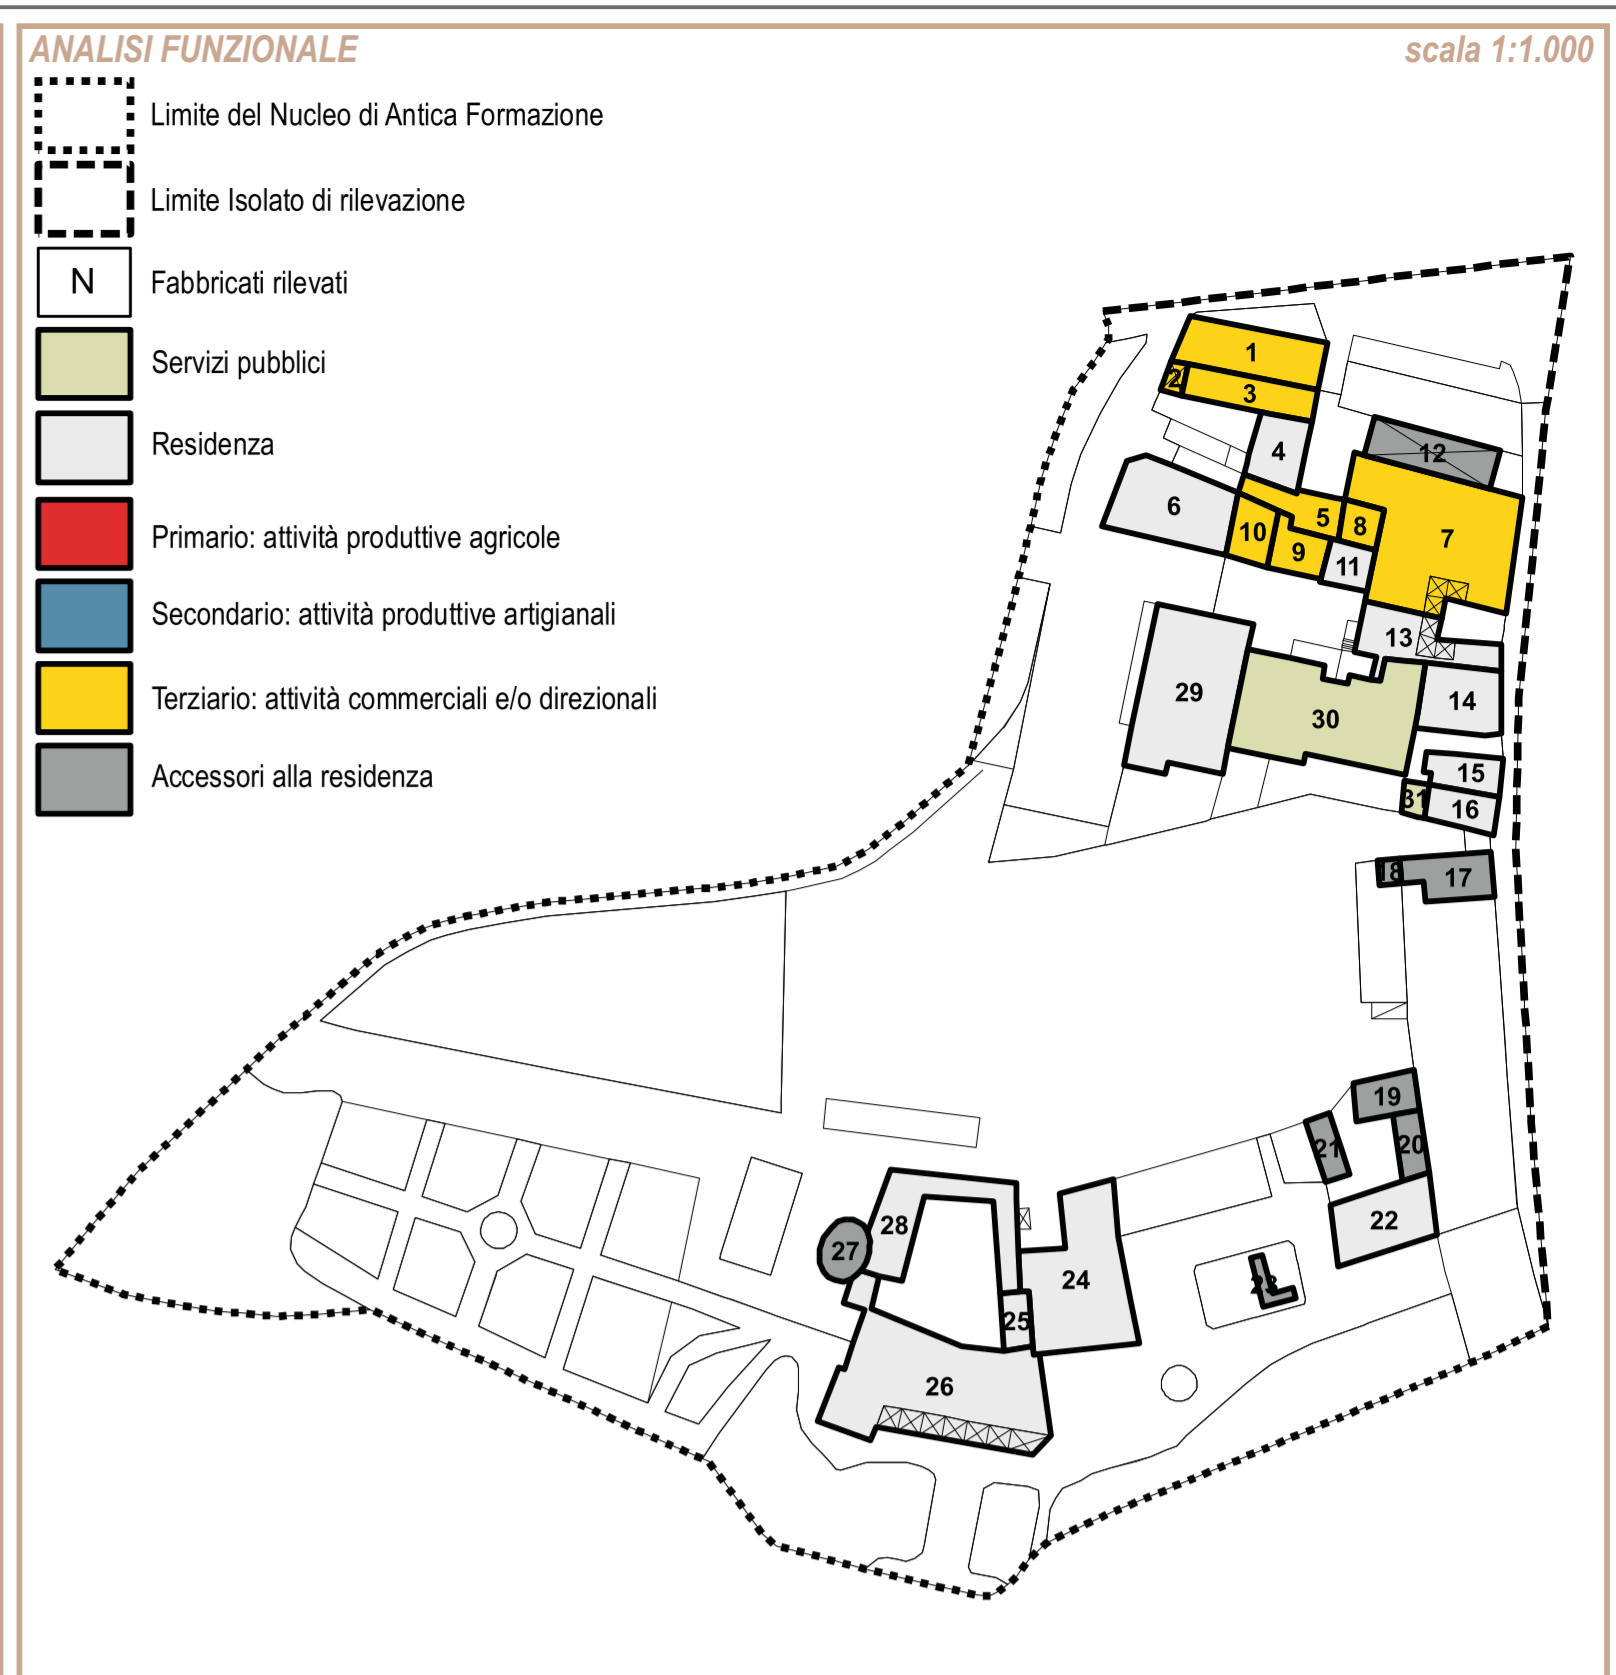 ANALISI FUNZIONALE
scala 1:1.000
Limite del Nucleo di Antica Formazione
Limite Isolato di rilevazione
N
Fabbricati rilevati
Servizi pubblici
Residenza
Primario: attività produttive agricole
Secondario: attività produttive artigianali
Terziario: attività commerciali e/o direzionali
Accessori alla residenza
1
2
3
4
12
6
5
8
7
10
9
11
13
29
14
30
15
31
16
18
17
19
21
20
22
28
27
24
23
25
26